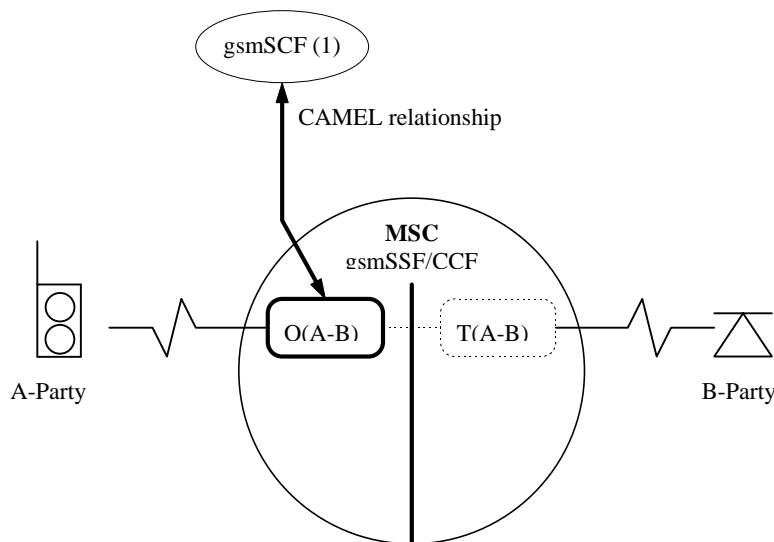 gsmSCF (1)
CAMEL relationship
MSC
gsmSSF/CCF
O(A-B)
T(A-B)
A-Party
B-Party